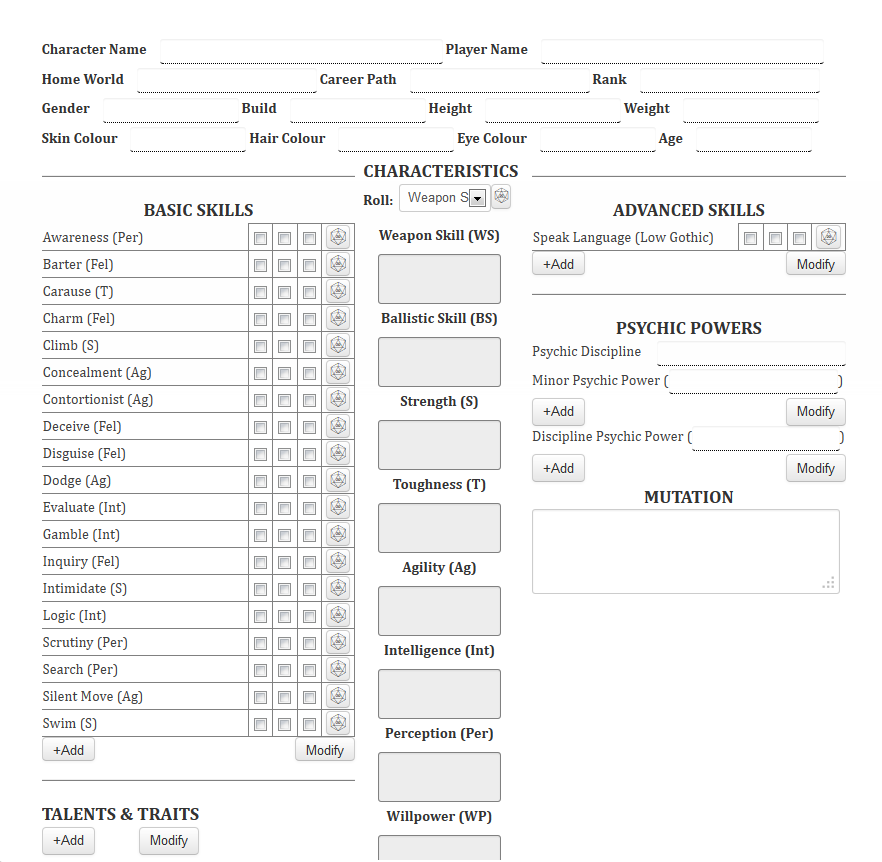 Character Name Player Name
Home World Career Path Rank
Gender Build Height Weight
Skin Colour Hair Colour Eye Colour Age
CHARACTERISTICS
Roll: Weapon S
BASIC SKILLS
Awareness (Per)
Barter (Fel)
Carause (T)
Charm (Fel)
Climb (S)
Concealment (Ag)
Contortionist (Ag)
Deceive (Fel)
Disguise (Fel)
Dodge (Ag)
Evaluate (Int)
Gamble (Int)
Inquiry (Fel)
Intimidate (S)
Logic (Int)
Scrutiny (Per)
Search (Per)
Silent Move (Ag)
Swim (S)
+Add Modify
TALENTS & TRAITS
+Add Modify
Weapon Skill (WS)
Ballistic Skill (BS)
Strength (S)
Toughness (T)
Agility (Ag)
Intelligence (Int)
Perception (Per)
Willpower (WP)
ADVANCED SKILLS
Speak Language (Low Gothic)
+Add Modify
PSYCHIC POWERS
Psychic Discipline
Minor Psychic Power ( )
+Add Modify
Discipline Psychic Power ( )
+Add Modify
MUTATION